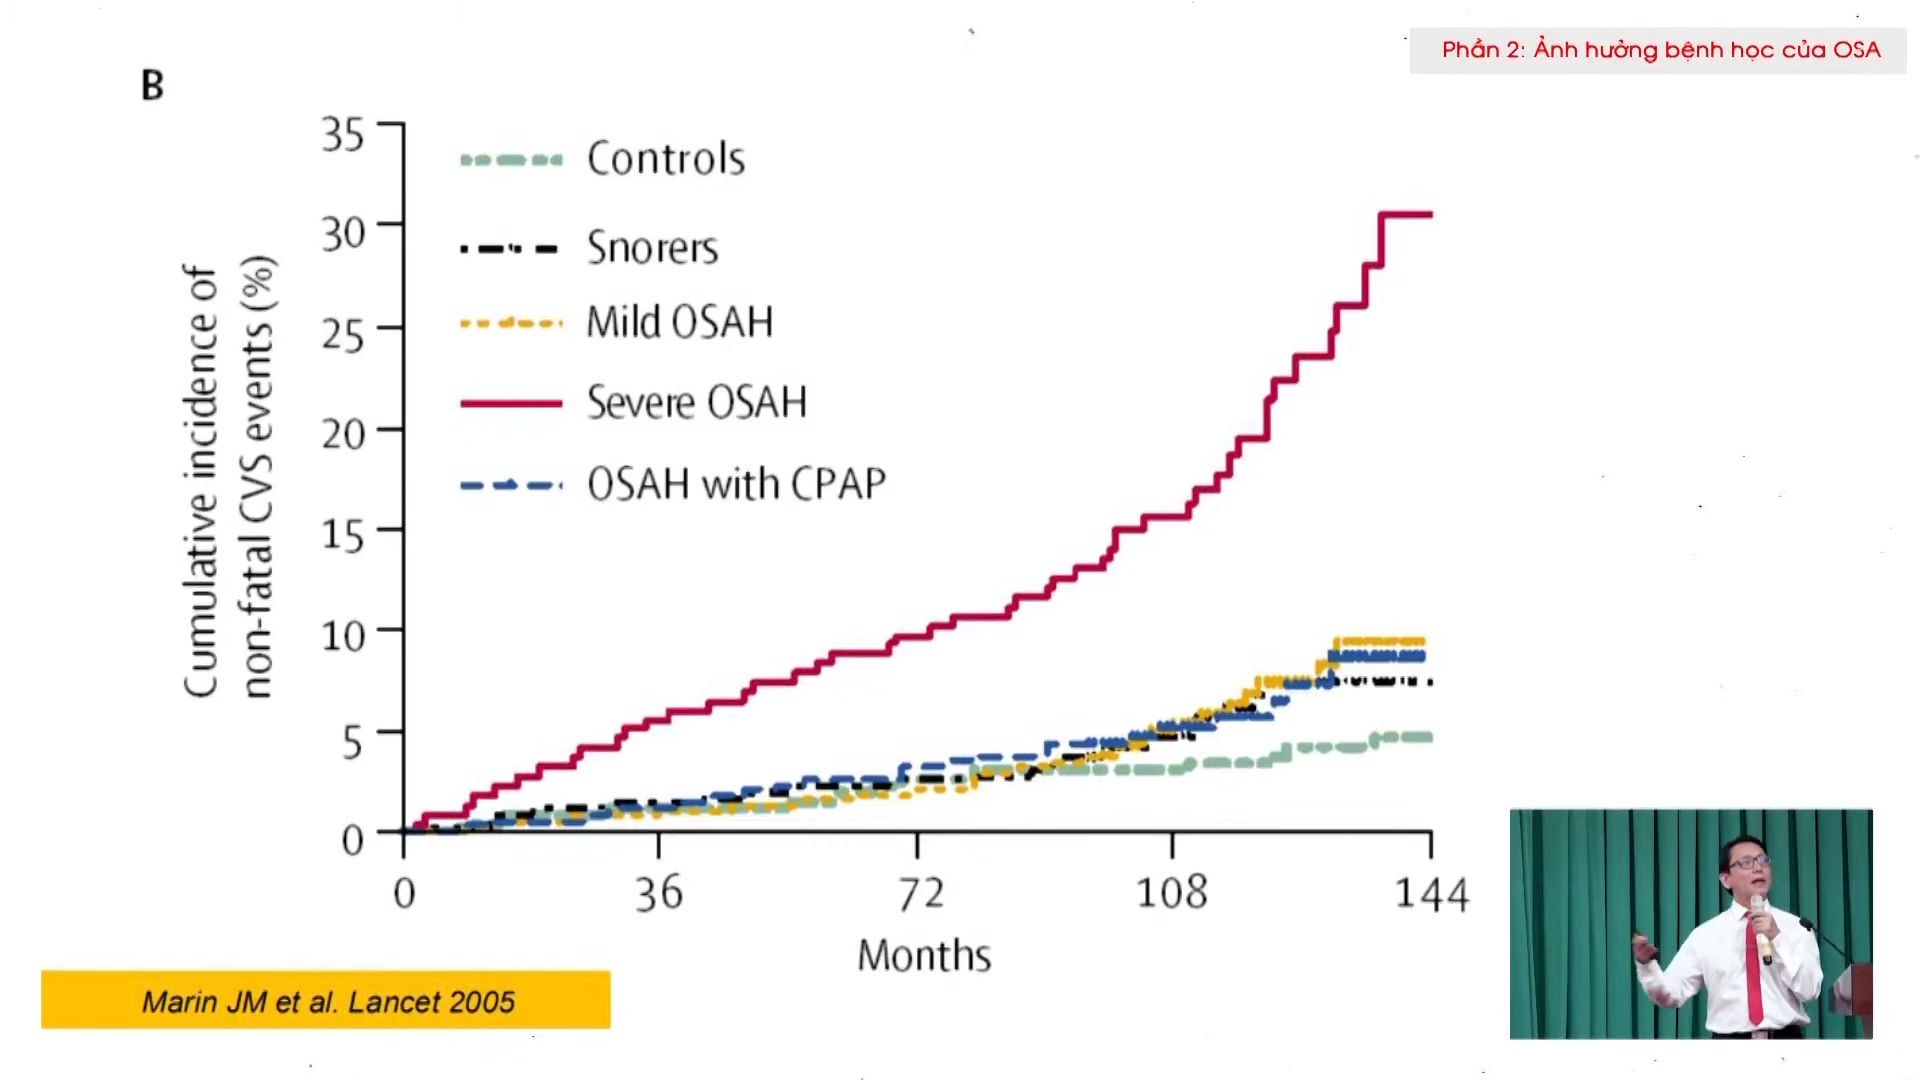 Phần 2: Ảnh hưởng bệnh học của OSA
B
35
30
25
20
15
10
5
0
Cumulative incidence of
non-fatal CVS events (%)
Controls
Snorers
Mild OSAH
Severe OSAH
OSAH with CPAP
0 36 72 108 144
Months
Marin JM et al. Lancet 2005